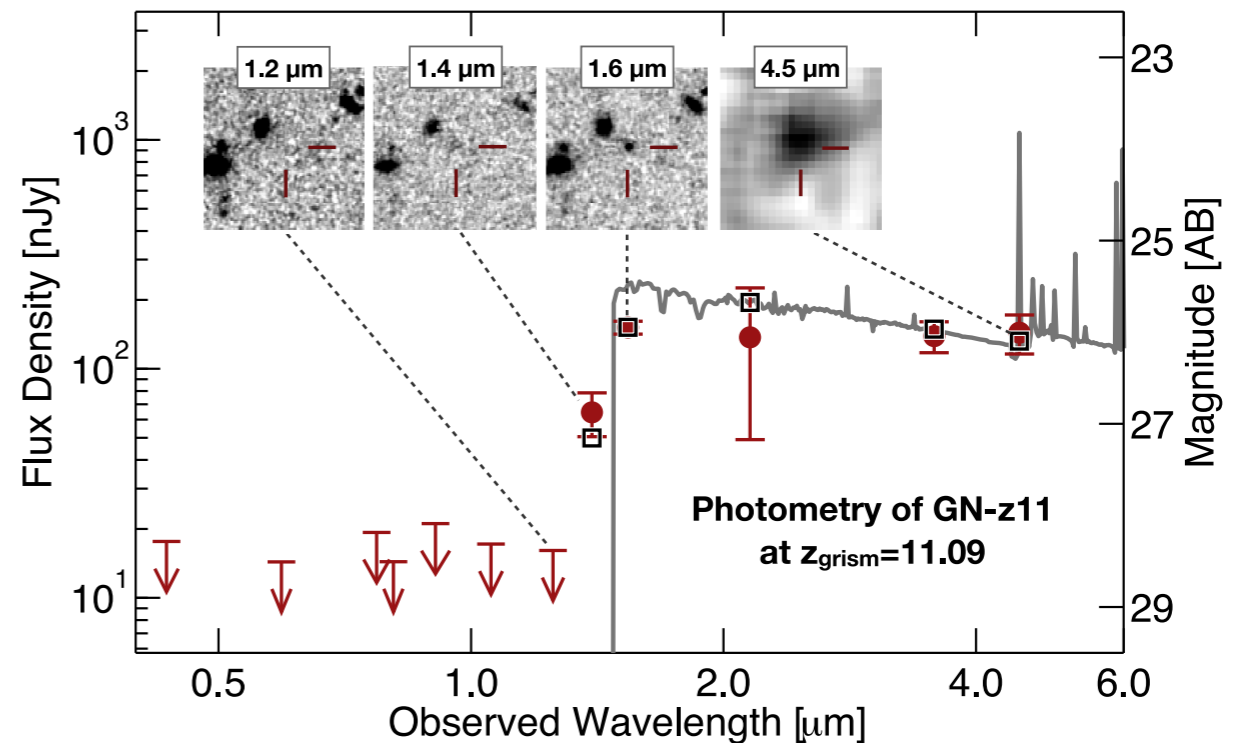 1.2 μm 1.4 μm 1.6 μm 4.5 μm
23
10³
25
10²
27
Photometry of GN-z11
at zgrism=11.09
10¹
29
0.5 1.0 2.0 4.0 6.0
Observed Wavelength [μm]
Flux Density [nJy]
Magnitude [AB]